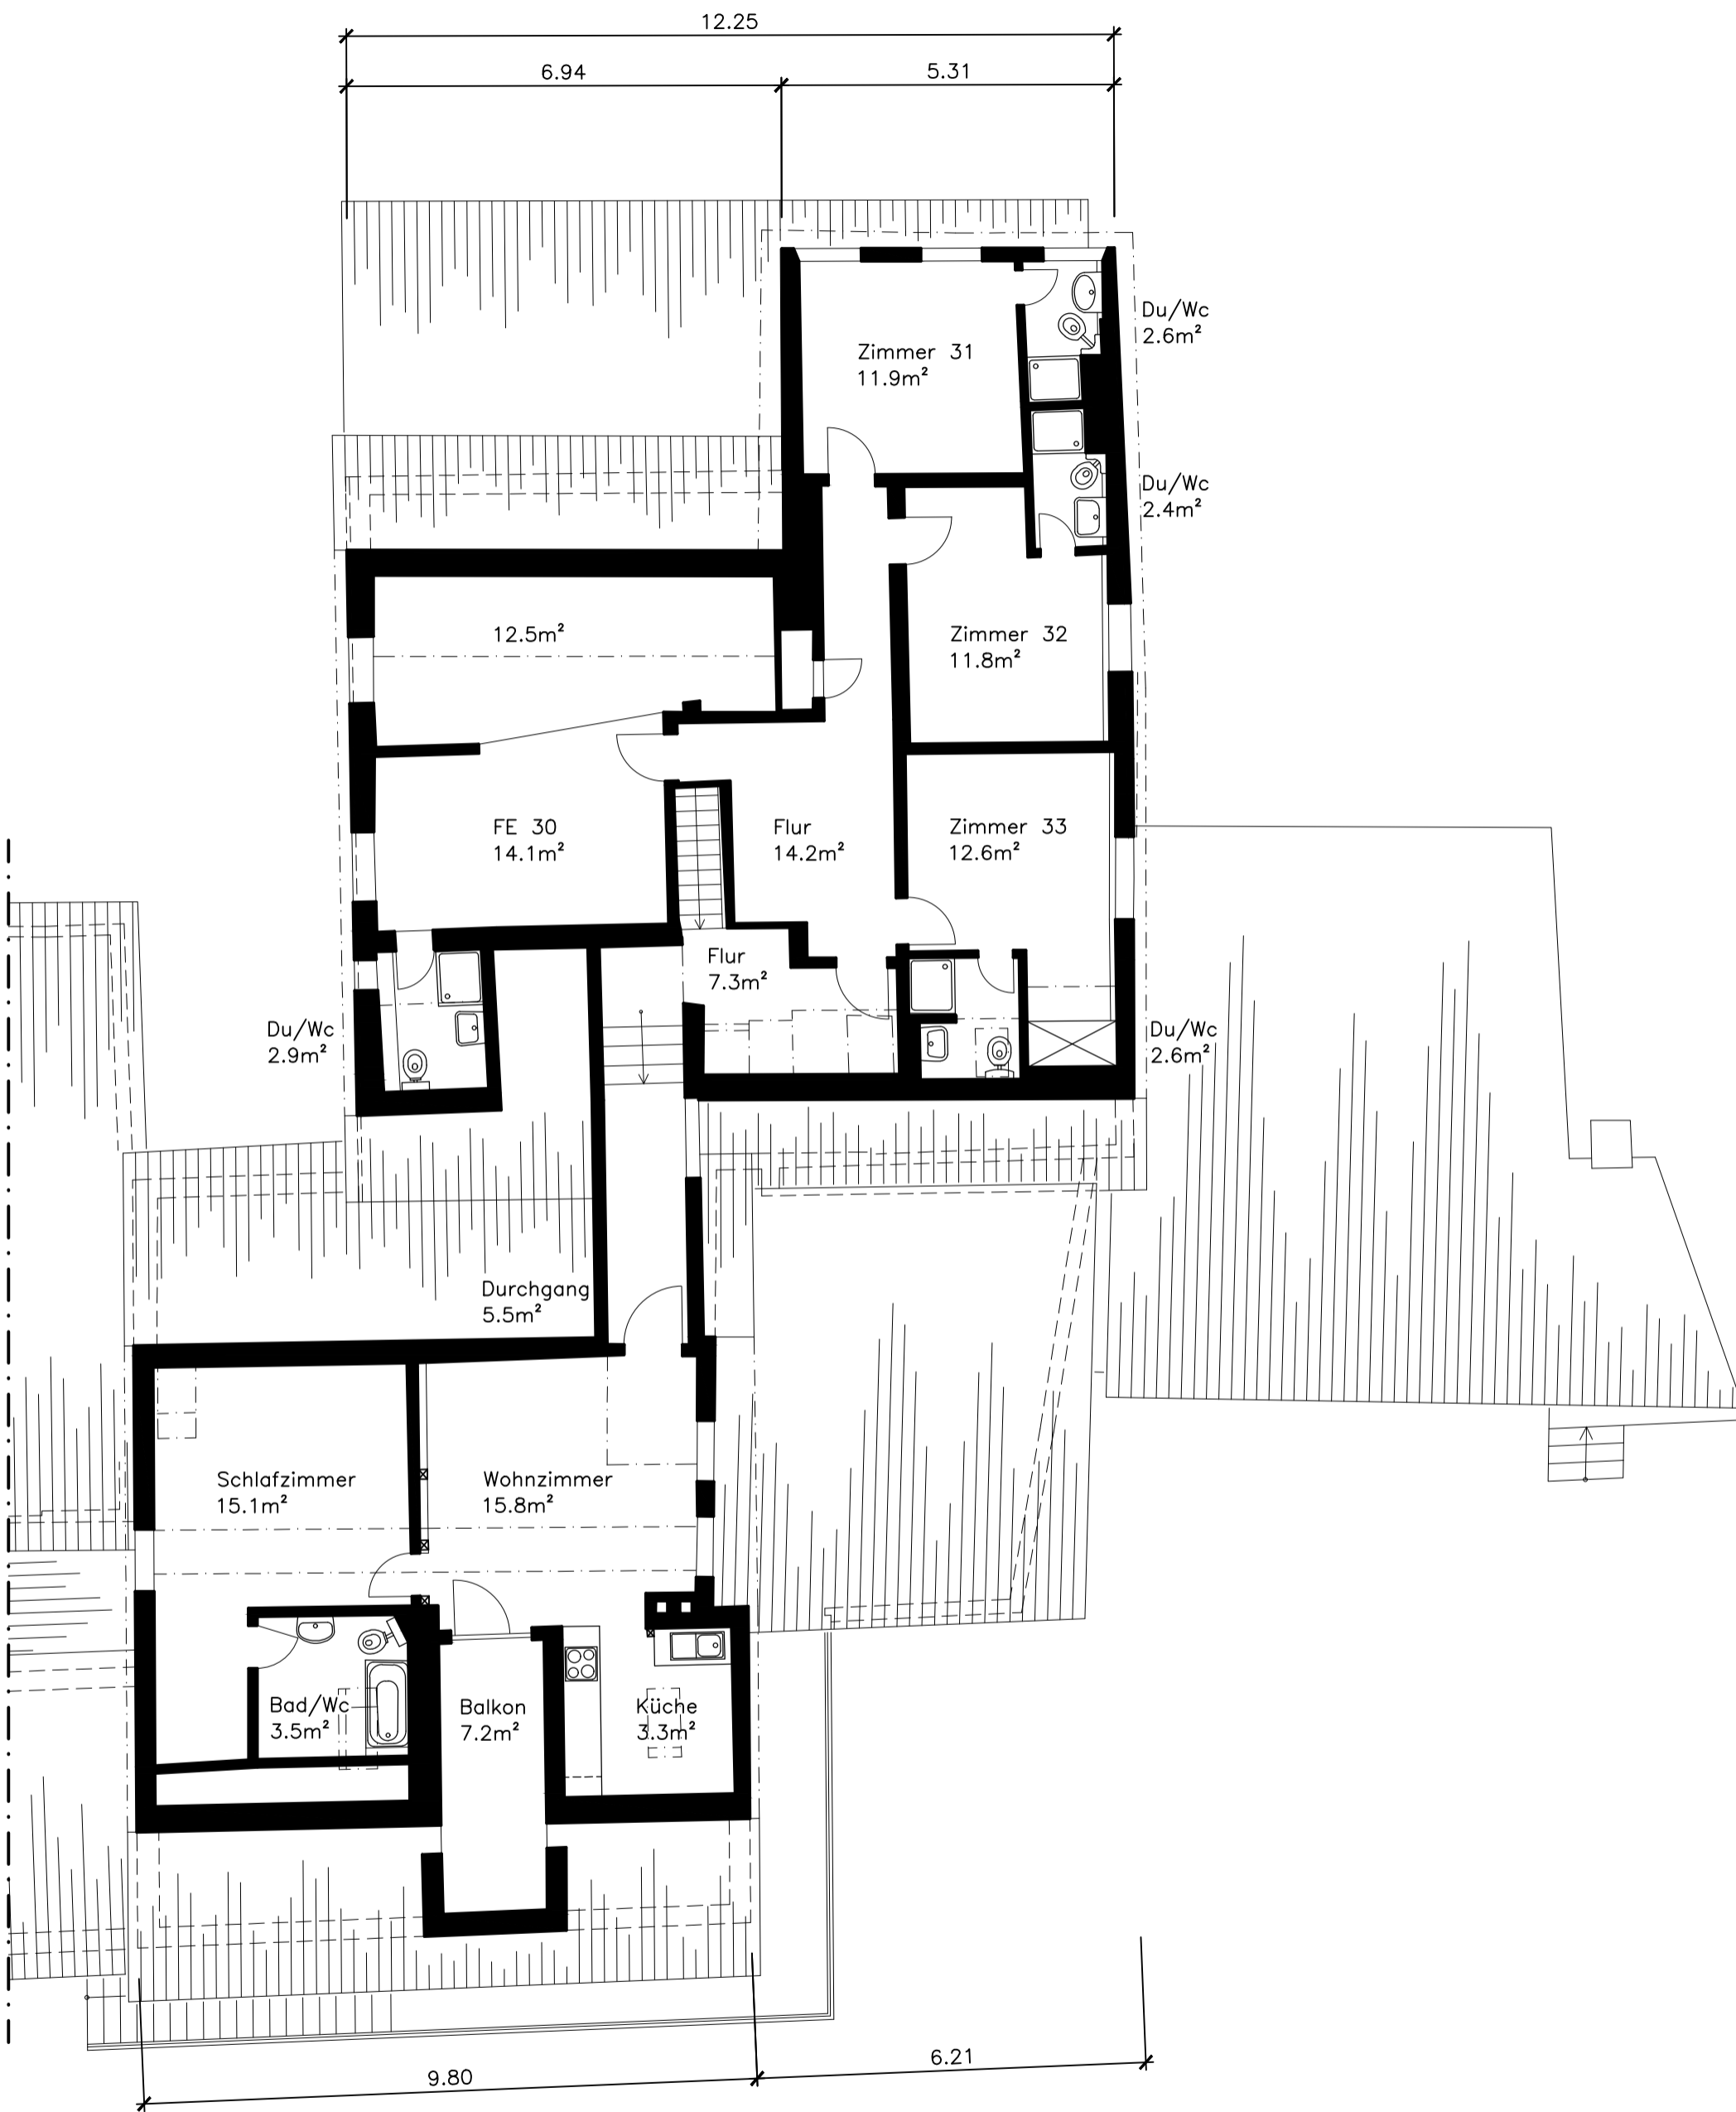 12.25
6.94
5.31
Du/Wc
2.6m²
Zimmer 31
11.9m²
Du/Wc
2.4m²
12.5m²
Zimmer 32
11.8m²
FE 30
14.1m²
Flur
14.2m²
Zimmer 33
12.6m²
Flur
7.3m²
Du/Wc
2.9m²
Du/Wc
2.6m²
Durchgang
5.5m²
Schlafzimmer
15.1m²
Wohnzimmer
15.8m²
Bad/Wc
3.5m²
Balkon
7.2m²
Küche
3.3m²
9.80
6.21